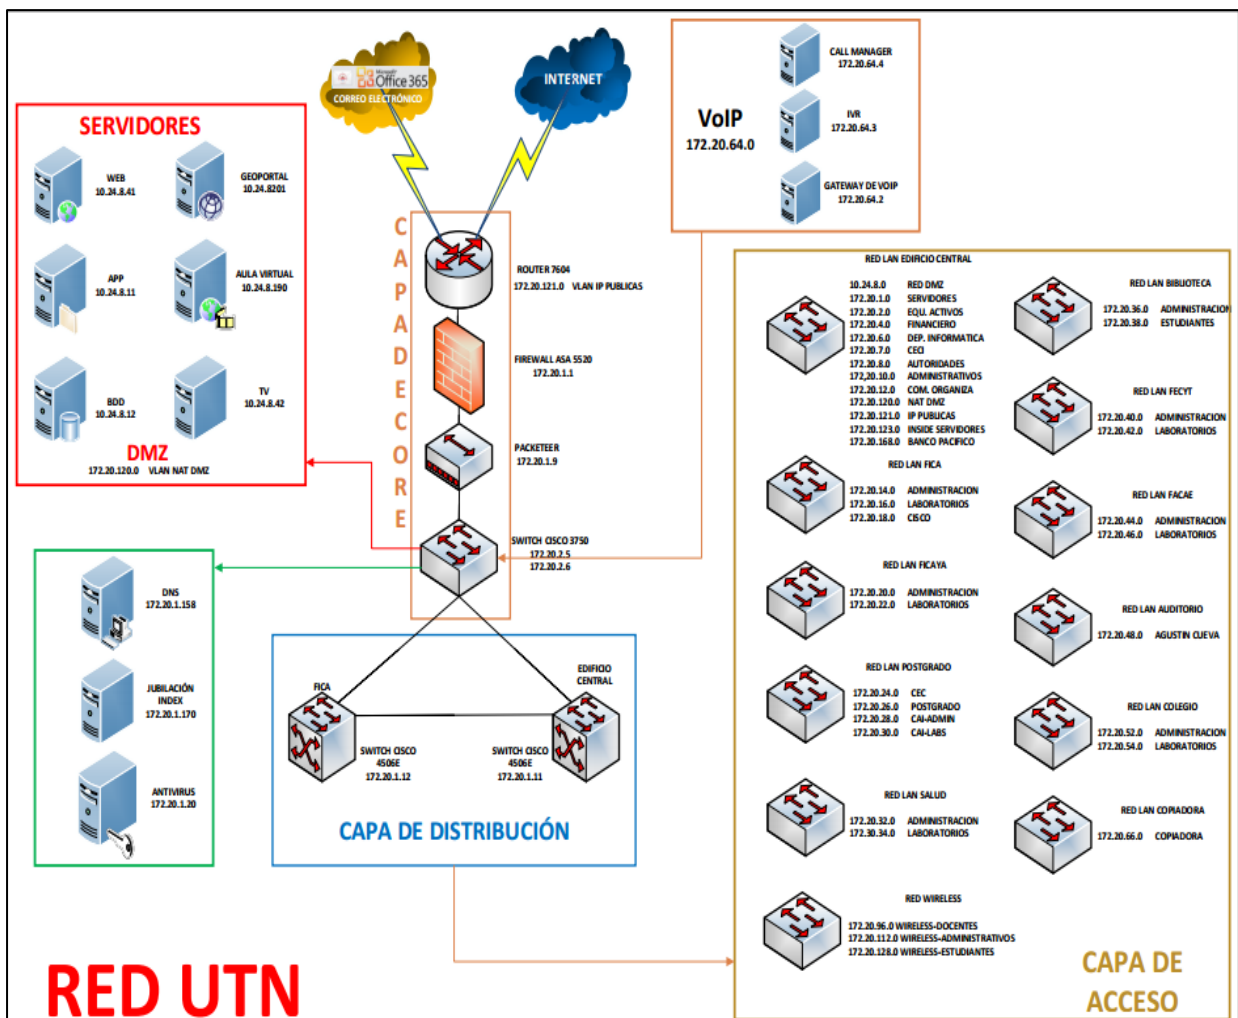 Microsoft
Office 365
CORREO ELECTRÓNICO
INTERNET
SERVIDORES
WEB
10.24.8.41
GEOPORTAL
10.24.8201
APP
10.24.8.11
AULA VIRTUAL
10.24.8.190
BDD
10.24.8.12
TV
10.24.8.42
DMZ
172.20.120.0 VLAN NAT DMZ
CAPA DE CORE
ROUTER 7604
172.20.121.0 VLAN IP PUBLICAS
FIREWALL ASA 5520
172.20.1.1
PACKETEER
172.20.1.9
SWITCH CISCO 3750
172.20.2.5
172.20.2.6
VoIP
172.20.64.0
CALL MANAGER
172.20.64.4
IVR
172.20.64.3
GATEWAY DE VOIP
172.20.64.2
DNS
172.20.1.158
JUBILACIÓN
INDEX
172.20.1.170
ANTIVIRUS
172.20.1.20
FICA
EDIFICIO
CENTRAL
SWITCH CISCO
4506E
172.20.1.12
SWITCH CISCO
4506E
172.20.1.11
CAPA DE DISTRIBUCIÓN
RED LAN EDIFICIO CENTRAL
10.24.8.0 RED DMZ
172.20.1.0 SERVIDORES
172.20.2.0 EQU. ACTIVOS
172.20.4.0 FINANCIERO
172.20.6.0 DEP. INFORMATICA
172.20.7.0 CECI
172.20.8.0 AUTORIDADES
172,20.10.0 ADMINISTRATIVOS
172.20.12.0 COM. ORGANIZA
172.20.120.0 NAT DMZ
172.20.121.0 IP PUBLICAS
172.20.123.0 INSIDE SERVIDORES
172.20.168.0 BANCO PACIFICO
RED LAN FICA
172.20.14.0 ADMINISTRACION
172.20.16.0 LABORATORIOS
172.20.18.0 CISCO
RED LAN FICAYA
172.20.20.0 ADMINISTRACION
172.20.22.0 LABORATORIOS
RED LAN POSTGRADO
172.20.24.0 CEC
172.20.26.0 POSTGRADO
172.20.28.0 CAI-ADMIN
172.20.30.0 CAI-LABS
RED LAN SALUD
172.20.32.0 ADMINISTRACION
172.30.34.0 LABORATORIOS
RED WIRELESS
172.20.96.0 WIRELESS-DOCENTES
172.20.112.0 WIRELESS-ADMINISTRATIVOS
172.20.128.0 WIRELESS-ESTUDIANTES
RED LAN BIBLIOTECA
172.20.36.0 ADMINISTRACION
172.20.38.0 ESTUDIANTES
RED LAN FECYT
172.20.40.0 ADMINISTRACION
172.20.42.0 LABORATORIOS
RED LAN FACAE
172.20.44.0 ADMINISTRACION
172.20.46.0 LABORATORIOS
RED LAN AUDITORIO
172.20.48.0 AGUSTIN CUEVA
RED LAN COLEGIO
172.20.52.0 ADMINISTRACION
172.20.54.0 LABORATORIOS
RED LAN COPIADORA
172.20.66.0 COPIADORA
CAPA DE
ACCESO
RED UTN